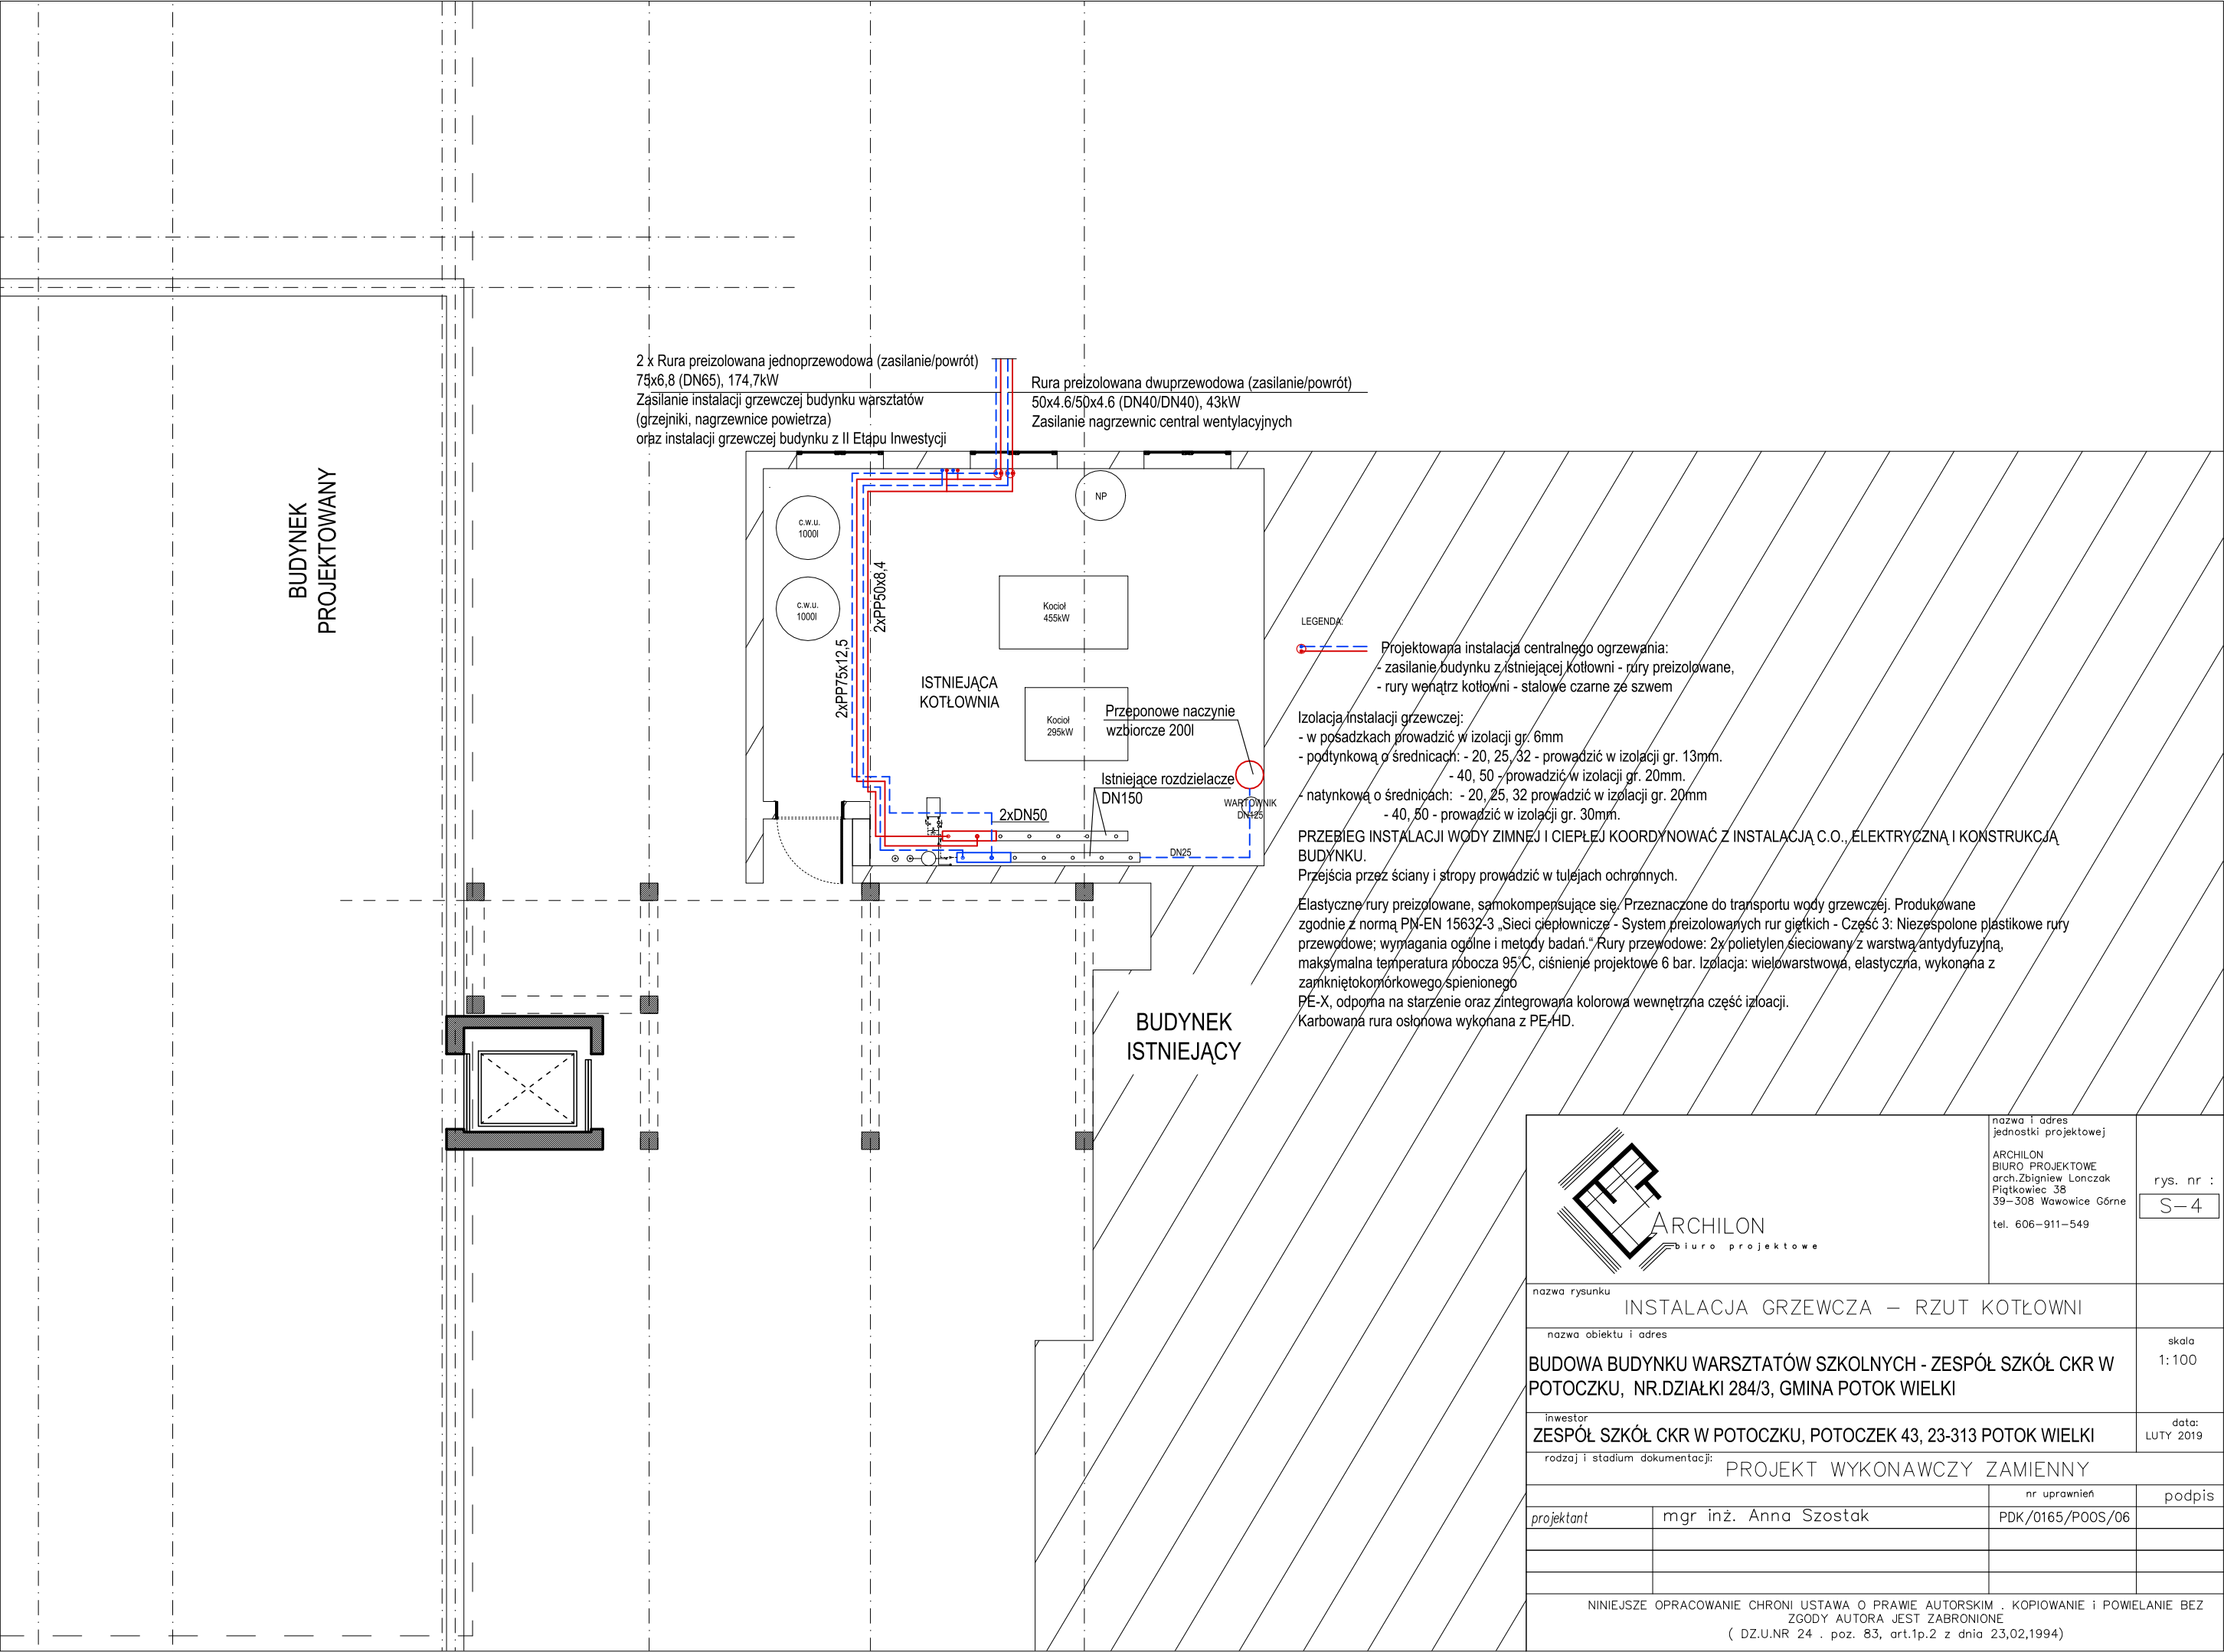 2 x Rura preizolowana jednoprzewodowa (zasilanie/powrót)
75x6,8 (DN65), 174,7kW
Zasilanie instalacji grzewczej budynku warsztatów
(grzejniki, nagrzewnice powietrza)
oraz instalacji grzewczej budynku z II Etapu Inwestycji
Rura preizolowana dwuprzewodowa (zasilanie/powrót)
50x4.6/50x4.6 (DN40/DN40), 43kW
Zasilanie nagrzewnic central wentylacyjnych
BUDYNEK
PROJEKTOWANY
c.w.u.
1000l
c.w.u.
1000l
NP
2xPP50x8,4
2xPP75x12,5
Kocioł
455kW
ISTNIEJĄCA
KOTŁOWNIA
Kocioł
295kW
Przeponowe naczynie
wzbiorcze 200l
Istniejące rozdzielacze
DN150
WARTOWNIK
DN125
2xDN50
DN25
LEGENDA:
Projektowana instalacja centralnego ogrzewania:
- zasilanie budynku z istniejącej kotłowni - rury preizolowane,
- rury wenątrz kotłowni - stalowe czarne ze szwem
Izolacja instalacji grzewczej:
- w posadzkach prowadzić w izolacji gr. 6mm
- podtynkową o średnicach: - 20, 25, 32 - prowadzić w izolacji gr. 13mm.
- 40, 50 - prowadzić w izolacji gr. 20mm.
- natynkową o średnicach: - 20, 25, 32 prowadzić w izolacji gr. 20mm
- 40, 50 - prowadzić w izolacji gr. 30mm.
PRZEBIEG INSTALACJI WODY ZIMNEJ I CIEPŁEJ KOORDYNOWAĆ Z INSTALACJĄ C.O., ELEKTRYCZNĄ I KONSTRUKCJĄ
BUDYNKU.
Przejścia przez ściany i stropy prowadzić w tulejach ochronnych.
Elastyczne rury preizolowane, samokompensujące się. Przeznaczone do transportu wody grzewczej. Produkowane
zgodnie z normą PN-EN 15632-3 „Sieci ciepłownicze - System preizolowanych rur giętkich - Część 3: Niezespolone plastikowe rury
przewodowe; wymagania ogólne i metody badań.“ Rury przewodowe: 2x polietylen sieciowany z warstwą antydyfuzyjną,
maksymalna temperatura robocza 95˚C, ciśnienie projektowe 6 bar. Izolacja: wielowarstwowa, elastyczna, wykonana z
zamkniętokomórkowego spienionego
PE-X, odporna na starzenie oraz zintegrowana kolorowa wewnętrzna część izloacji.
Karbowana rura osłonowa wykonana z PE-HD.
BUDYNEK
ISTNIEJĄCY
ARCHILON
biuro projektowe
nazwa i adres
jednostki projektowej
ARCHILON
BIURO PROJEKTOWE
arch.Zbigniew Lonczak
Piątkowiec 38
39-308 Wawowice Górne
tel. 606-911-549
rys. nr :
S-4
nazwa rysunku
INSTALACJA GRZEWCZA - RZUT KOTŁOWNI
nazwa obiektu i adres
BUDOWA BUDYNKU WARSZTATÓW SZKOLNYCH - ZESPÓŁ SZKÓŁ CKR W
POTOCZKU, NR.DZIAŁKI 284/3, GMINA POTOK WIELKI
skala
1:100
inwestor
ZESPÓŁ SZKÓŁ CKR W POTOCZKU, POTOCZEK 43, 23-313 POTOK WIELKI
data:
LUTY 2019
rodzaj i stadium dokumentacji:
PROJEKT WYKONAWCZY ZAMIENNY
nr uprawnień
podpis
projektant
mgr inż. Anna Szostak
PDK/0165/POOS/06
NINIEJSZE OPRACOWANIE CHRONI USTAWA O PRAWIE AUTORSKIM . KOPIOWANIE i POWIELANIE BEZ
ZGODY AUTORA JEST ZABRONIONE
( DZ.U.NR 24 . poz. 83, art.1p.2 z dnia 23,02,1994)